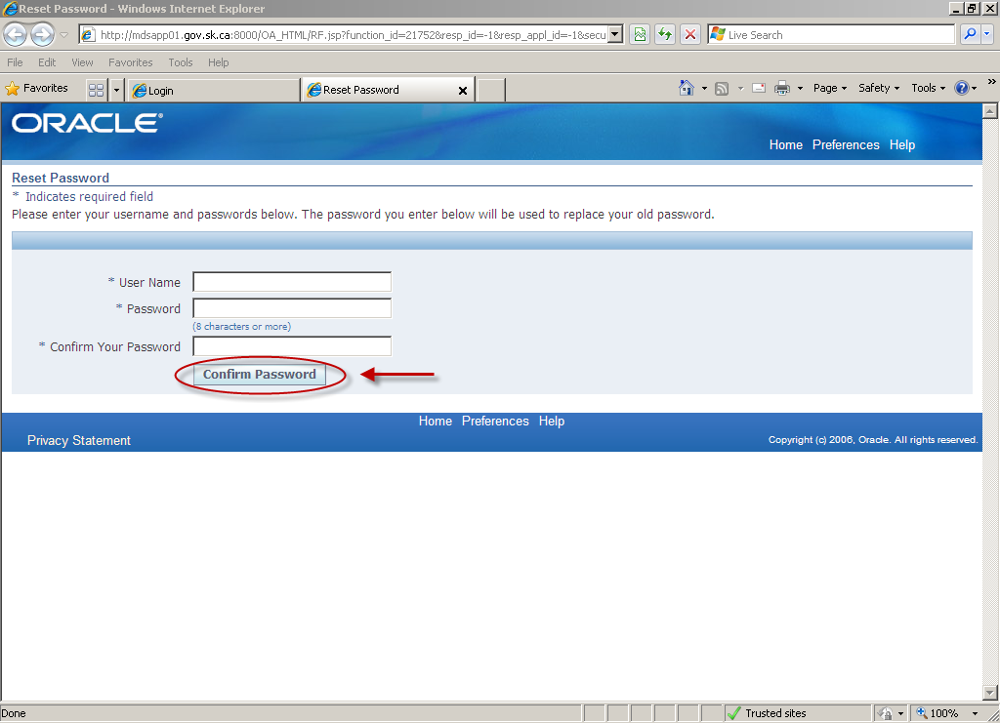 Reset Password - Windows Internet Explorer
http://mdsapp01.gov.sk.ca:8000/OA_HTML/RF.jsp?function_id=21752&resp_id=-1&resp_appl_id=-1&secu
Live Search
File Edit View Favorites Tools Help
Favorites
Login
Reset Password
Page Safety Tools
ORACLE®
Home Preferences Help
Reset Password
* Indicates required field
Please enter your username and passwords below. The password you enter below will be used to replace your old password.
* User Name
* Password
(8 characters or more)
* Confirm Your Password
Confirm Password
Home Preferences Help
Privacy Statement
Copyright (c) 2006, Oracle. All rights reserved.
Done
Trusted sites
100%